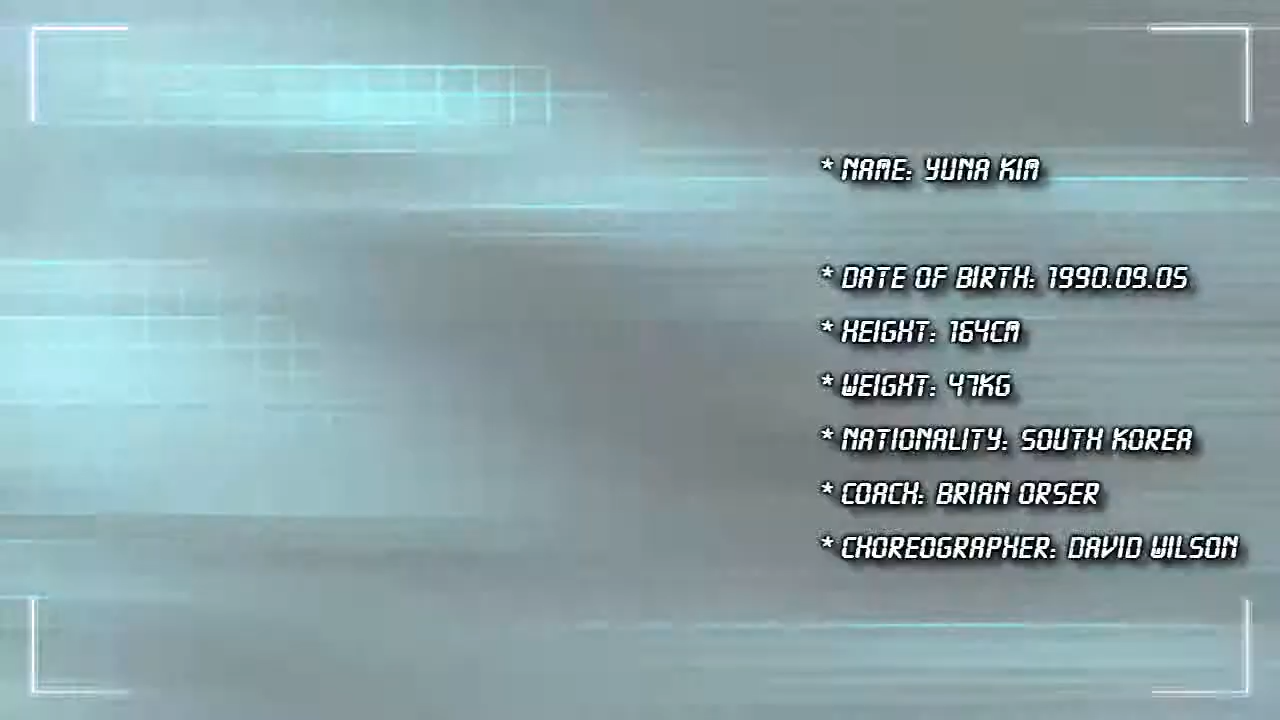 * NAME: YUNA KIM
* DATE OF BIRTH: 1990.09.05
* HEIGHT: 164CM
* WEIGHT: 47KG
* NATIONALITY: SOUTH KOREA
* COACH: BRIAN ORSER
* CHOREOGRAPHER: DAVID WILSON